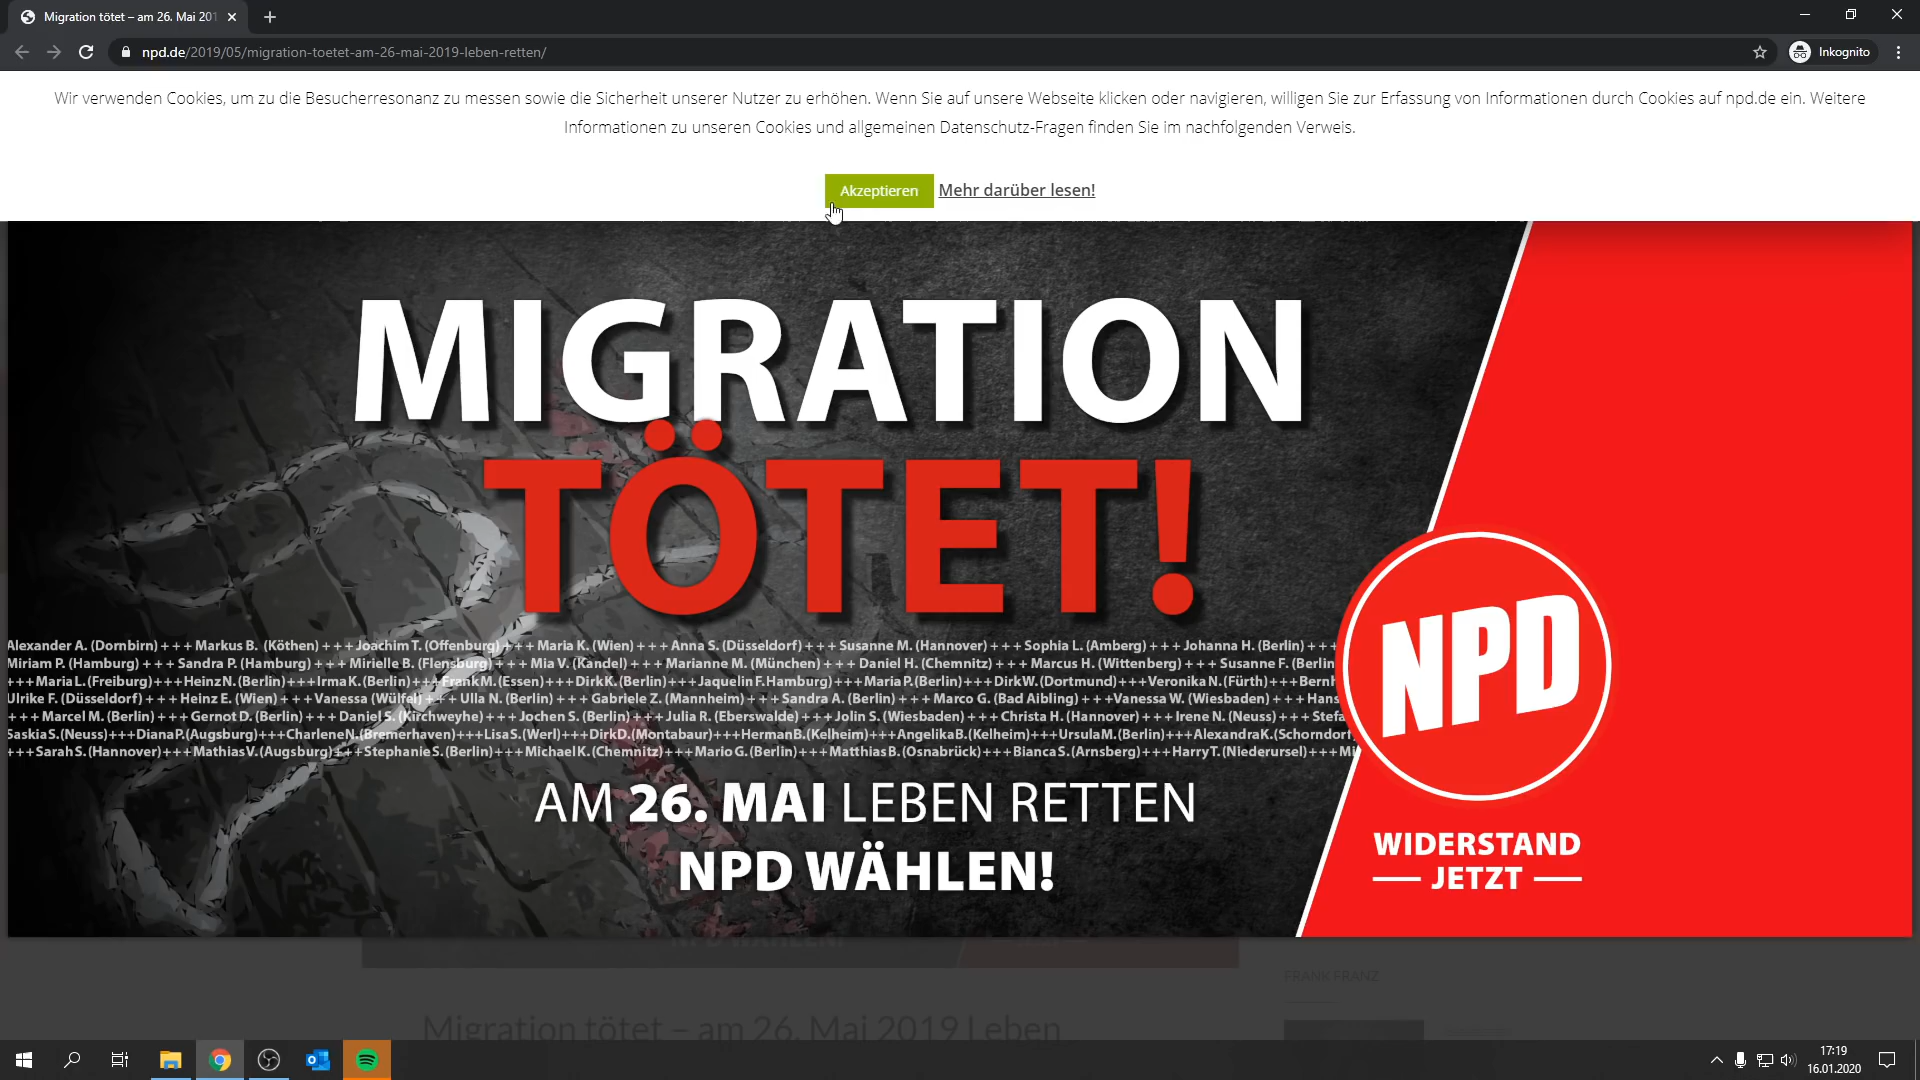 Migration tötet – am 26. Mai 201
npd.de/2019/05/migration-toetet-am-26-mai-2019-leben-retten/
Inkognito
Wir verwenden Cookies, um zu die Besucherresonanz zu messen sowie die Sicherheit unserer Nutzer zu erhöhen. Wenn Sie auf unsere Webseite klicken oder navigieren, willigen Sie zur Erfassung von Informationen durch Cookies auf npd.de ein. Weitere
Informationen zu unseren Cookies und allgemeinen Datenschutz-Fragen finden Sie im nachfolgenden Verweis.
Akzeptieren Mehr darüber lesen!
MIGRATION
TÖTET!
Alexander A. (Dornbirn) +++ Markus B. (Köthen) +++ Joachim T. (Offenburg) +++ Maria K. (Wien) +++ Anna S. (Düsseldorf) +++ Susanne M. (Hannover) +++ Sophia L. (Amberg) +++ Johanna H. (Berlin) +++
Miriam P. (Hamburg) +++ Sandra P. (Hamburg) +++ Mirielle B. (Flensburg) +++ Mia V. (Kandel) +++ Marianne M. (München) +++ Daniel H. (Chemnitz) +++ Marcus H. (Wittenberg) +++ Susanne F. (Berlin
+++ Maria L. (Freiburg) +++ Heinz N. (Berlin) +++ Irma K. (Berlin) +++ Frank M. (Essen) +++ Dirk K. (Berlin) +++ Jaquelin F. Hamburg) +++ Maria P. (Berlin) +++ Dirk W. (Dortmund) +++ Veronika N. (Fürth) +++ Bernh
Ulrike F. (Düsseldorf) +++ Heinz E. (Wien) +++ Vanessa (Wülfel) +++ Ulla N. (Berlin) +++ Gabriele Z. (Mannheim) +++ Sandra A. (Berlin) +++ Marco G. (Bad Aibling) +++ Vanessa W. (Wiesbaden) +++ Hans
+++ Marcel M. (Berlin) +++ Gernot D. (Berlin) +++ Daniel S. (Kirchweyhe) +++ Jochen S. (Berlin) +++ Julia R. (Eberswalde) +++ Jolin S. (Wiesbaden) +++ Christa H. (Hannover) +++ Irene N. (Neuss) +++ Stefa
Saskia S. (Neuss) +++ Diana P. (Augsburg) +++ Charlene N. (Bremerhaven) +++ Lisa S. (Werl) +++ Dirk D. (Montabaur) +++ Herman B. (Kelheim) +++ Angelika B. (Kelheim) +++ Ursula M. (Berlin) +++ Alexandra K. (Schorndorf)
+++ Sarah S. (Hannover) +++ Mathias V. (Augsburg) +++ Stephanie S. (Berlin) +++ Michael K. (Chemnitz) +++ Mario G. (Berlin) +++ Matthias B. (Osnabrück) +++ Bianca S. (Arnsberg) +++ Harry T. (Niederursel) +++ Mi
AM 26. MAI LEBEN RETTEN
NPD WÄHLEN!
NPD
WIDERSTAND
JETZT
FRANK FRANZ
Migration tötet – am 26. Mai 2019 Leben
17:19
16.01.2020